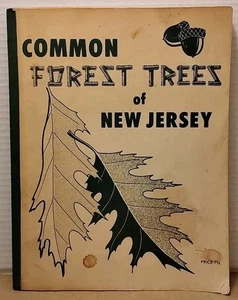 COMMON
FOREST TREES
of
NEW JERSEY